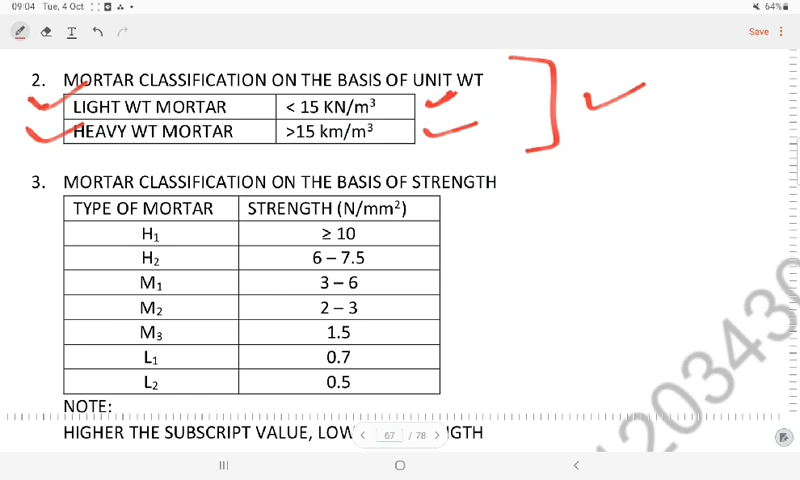 09:04 Tue, 4 Oct
64%
T
Save
2. MORTAR CLASSIFICATION ON THE BASIS OF UNIT WT
LIGHT WT MORTAR < 15 KN/m³
HEAVY WT MORTAR >15 km/m³
3. MORTAR CLASSIFICATION ON THE BASIS OF STRENGTH
TYPE OF MORTAR STRENGTH (N/mm²)
H₁ ≥ 10
H₂ 6 – 7.5
M₁ 3 – 6
M₂ 2 – 3
M₃ 1.5
L₁ 0.7
L₂ 0.5
NOTE:
HIGHER THE SUBSCRIPT VALUE,
67 / 78